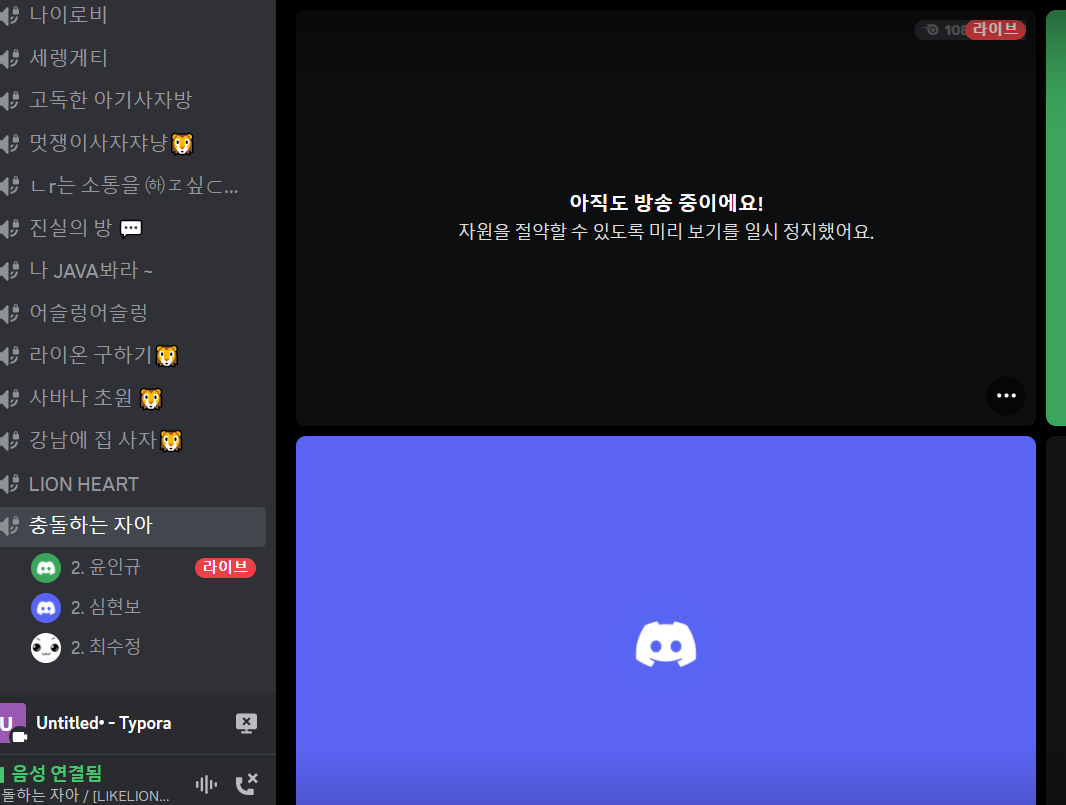 나이로비
세렝게티
고독한 아기사자방
멋쟁이사자쟈냥🦁
ㄴr는 소통을 ㈻ㄹ싶ㄷ...
진실의 방 💬
나 JAVA봐라 ~
어슬렁어슬렁
라이온 구하기🦁
사바나 초원 🦁
강남에 집 사자🦁
LION HEART
충돌하는 자아
2. 윤인규 라이브
2. 심현보
2. 최수정
U Untitled• - Typora
음성 연결됨
돌하는 자아 / [LIKELION...
108 라이브
아직도 방송 중이에요!
자원을 절약할 수 있도록 미리 보기를 일시 정지했어요.